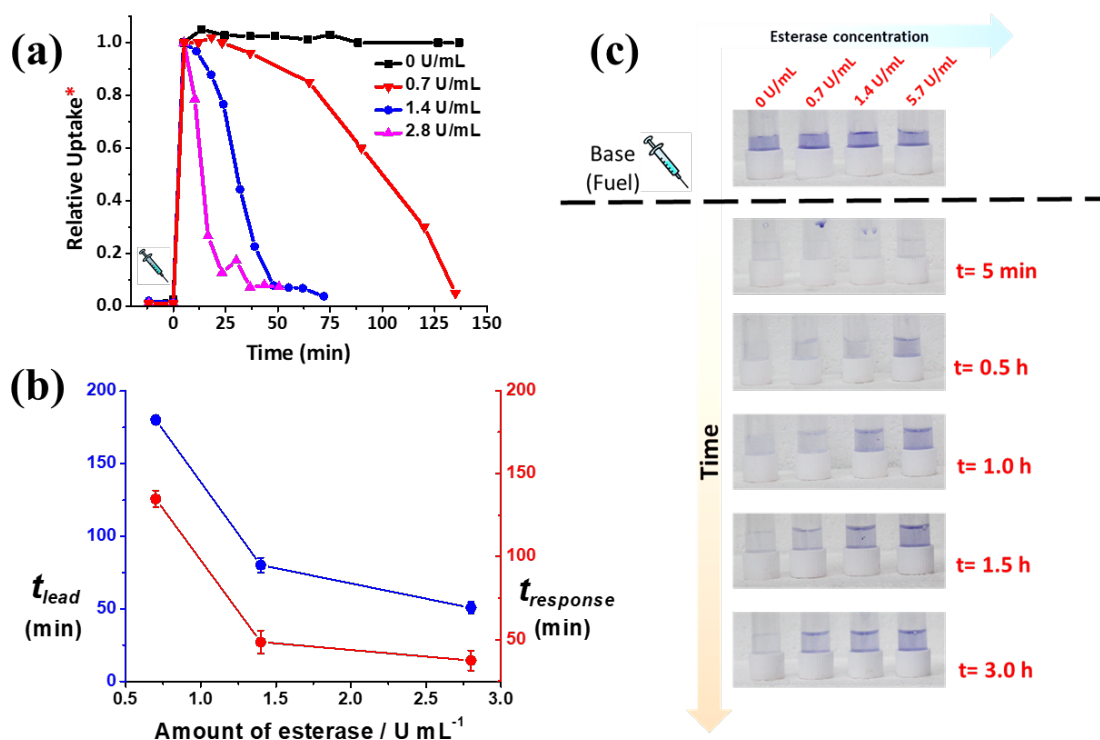 (a)
1.0
0.8
0.6
0.4
0.2
0.0
Relative Uptake*
0 U/mL
0.7 U/mL
1.4 U/mL
2.8 U/mL
0 25 50 75 100 125 150
Time (min)
(b)
200
150
100
50
0
t_lead
(min)
200
150
100
50
t_response
(min)
0.5 1.0 1.5 2.0 2.5 3.0
Amount of esterase / U mL⁻¹
(c)
Esterase concentration
0 U/mL 0.7 U/mL 1.4 U/mL 5.7 U/mL
Base
(Fuel)
Time
t= 5 min
t= 0.5 h
t= 1.0 h
t= 1.5 h
t= 3.0 h